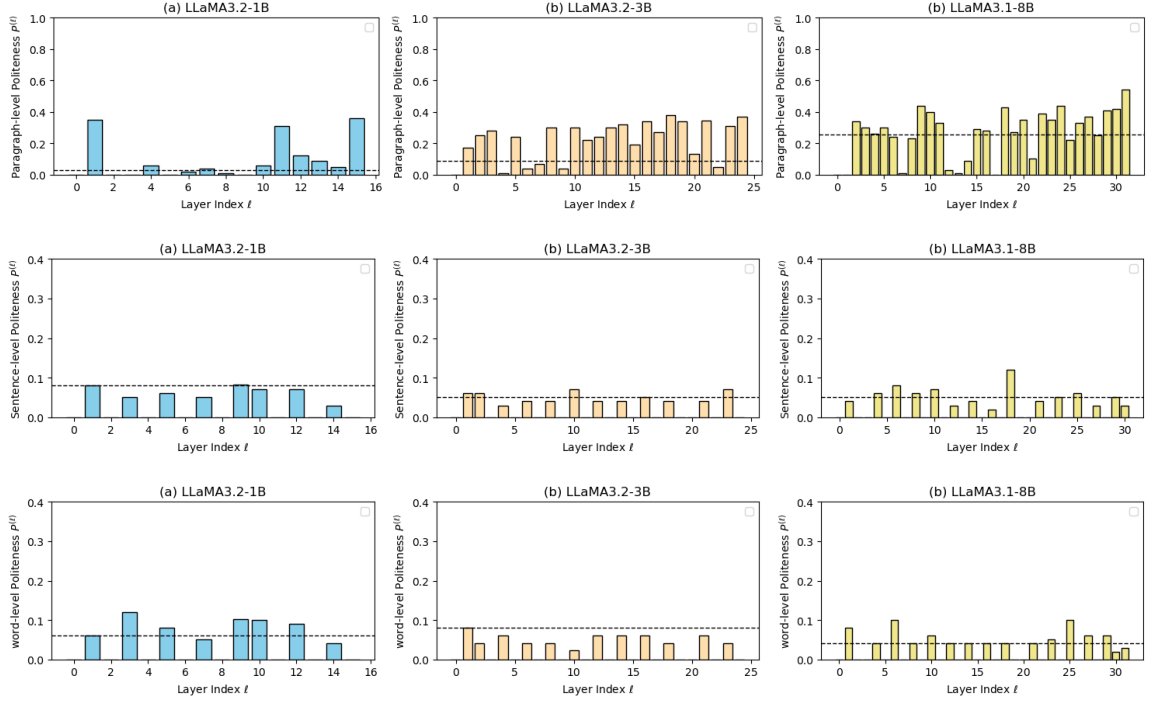 (a) LLaMA3.2-1B
(b) LLaMA3.2-3B
(b) LLaMA3.1-8B
Paragraph-level Politeness P^(ℓ)
1.0
0.8
0.6
0.4
0.2
0.0
0 2 4 6 8 10 12 14 16
Layer Index ℓ
Paragraph-level Politeness P^(ℓ)
1.0
0.8
0.6
0.4
0.2
0.0
0 5 10 15 20 25
Layer Index ℓ
Paragraph-level Politeness P^(ℓ)
1.0
0.8
0.6
0.4
0.2
0.0
0 5 10 15 20 25 30
Layer Index ℓ
(a) LLaMA3.2-1B
(b) LLaMA3.2-3B
(b) LLaMA3.1-8B
Sentence-level Politeness P^(ℓ)
0.4
0.3
0.2
0.1
0.0
0 2 4 6 8 10 12 14 16
Layer Index ℓ
Sentence-level Politeness P^(ℓ)
0.4
0.3
0.2
0.1
0.0
0 5 10 15 20 25
Layer Index ℓ
Sentence-level Politeness P^(ℓ)
0.4
0.3
0.2
0.1
0.0
0 5 10 15 20 25 30
Layer Index ℓ
(a) LLaMA3.2-1B
(b) LLaMA3.2-3B
(b) LLaMA3.1-8B
word-level Politeness P^(ℓ)
0.4
0.3
0.2
0.1
0.0
0 2 4 6 8 10 12 14 16
Layer Index ℓ
word-level Politeness P^(ℓ)
0.4
0.3
0.2
0.1
0.0
0 5 10 15 20 25
Layer Index ℓ
word-level Politeness P^(ℓ)
0.4
0.3
0.2
0.1
0.0
0 5 10 15 20 25 30
Layer Index ℓ